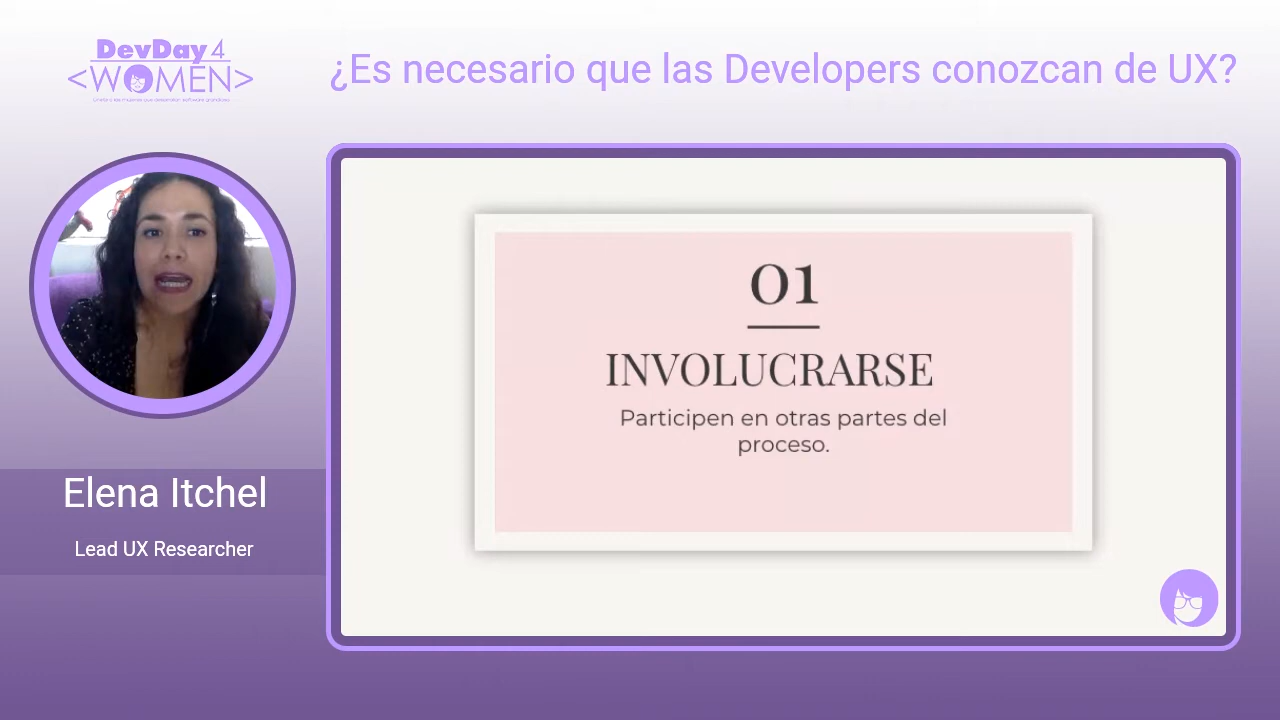 DevDay4
<WOMEN>
¿Es necesario que las Developers conozcan de UX?
01
INVOLUCRARSE
Participen en otras partes del
proceso.
Elena Itchel
Lead UX Researcher